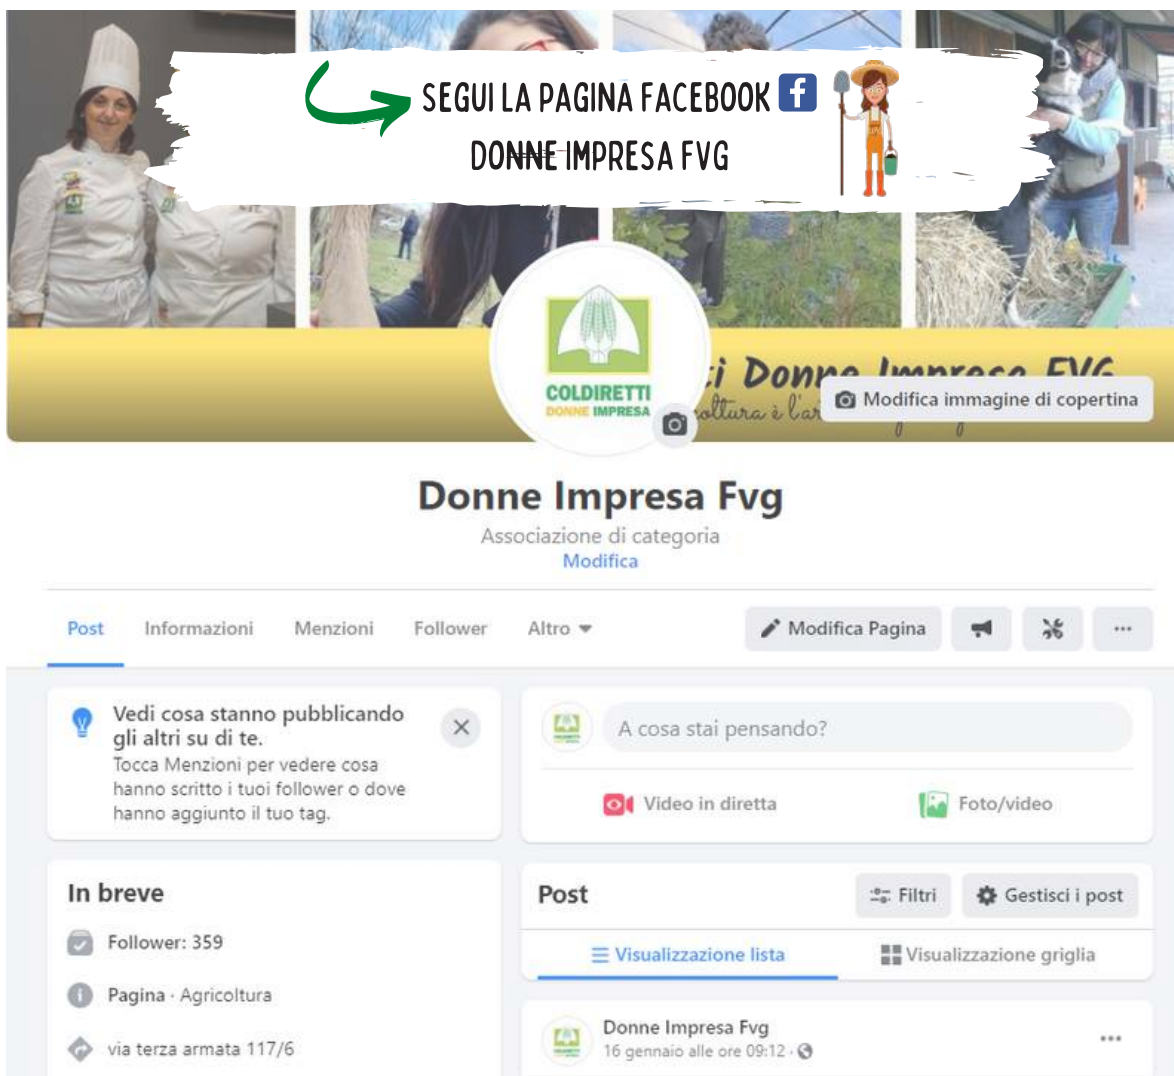 SEGUI LA PAGINA FACEBOOK f
DONNE IMPRESA FVG
COLDIRETTI
DONNE IMPRESA
Donne Impresa FVG
Modifica immagine di copertina
Donne Impresa Fvg
Associazione di categoria
Modifica
Post Informazioni Menzioni Follower Altro
Modifica Pagina
Vedi cosa stanno pubblicando
gli altri su di te.
Tocca Menzioni per vedere cosa
hanno scritto i tuoi follower o dove
hanno aggiunto il tuo tag.
A cosa stai pensando?
Video in diretta
Foto/video
In breve
Follower: 359
Pagina · Agricoltura
via terza armata 117/6
Post
Filtri
Gestisci i post
Visualizzazione lista
Visualizzazione griglia
Donne Impresa Fvg
16 gennaio alle ore 09:12 ·